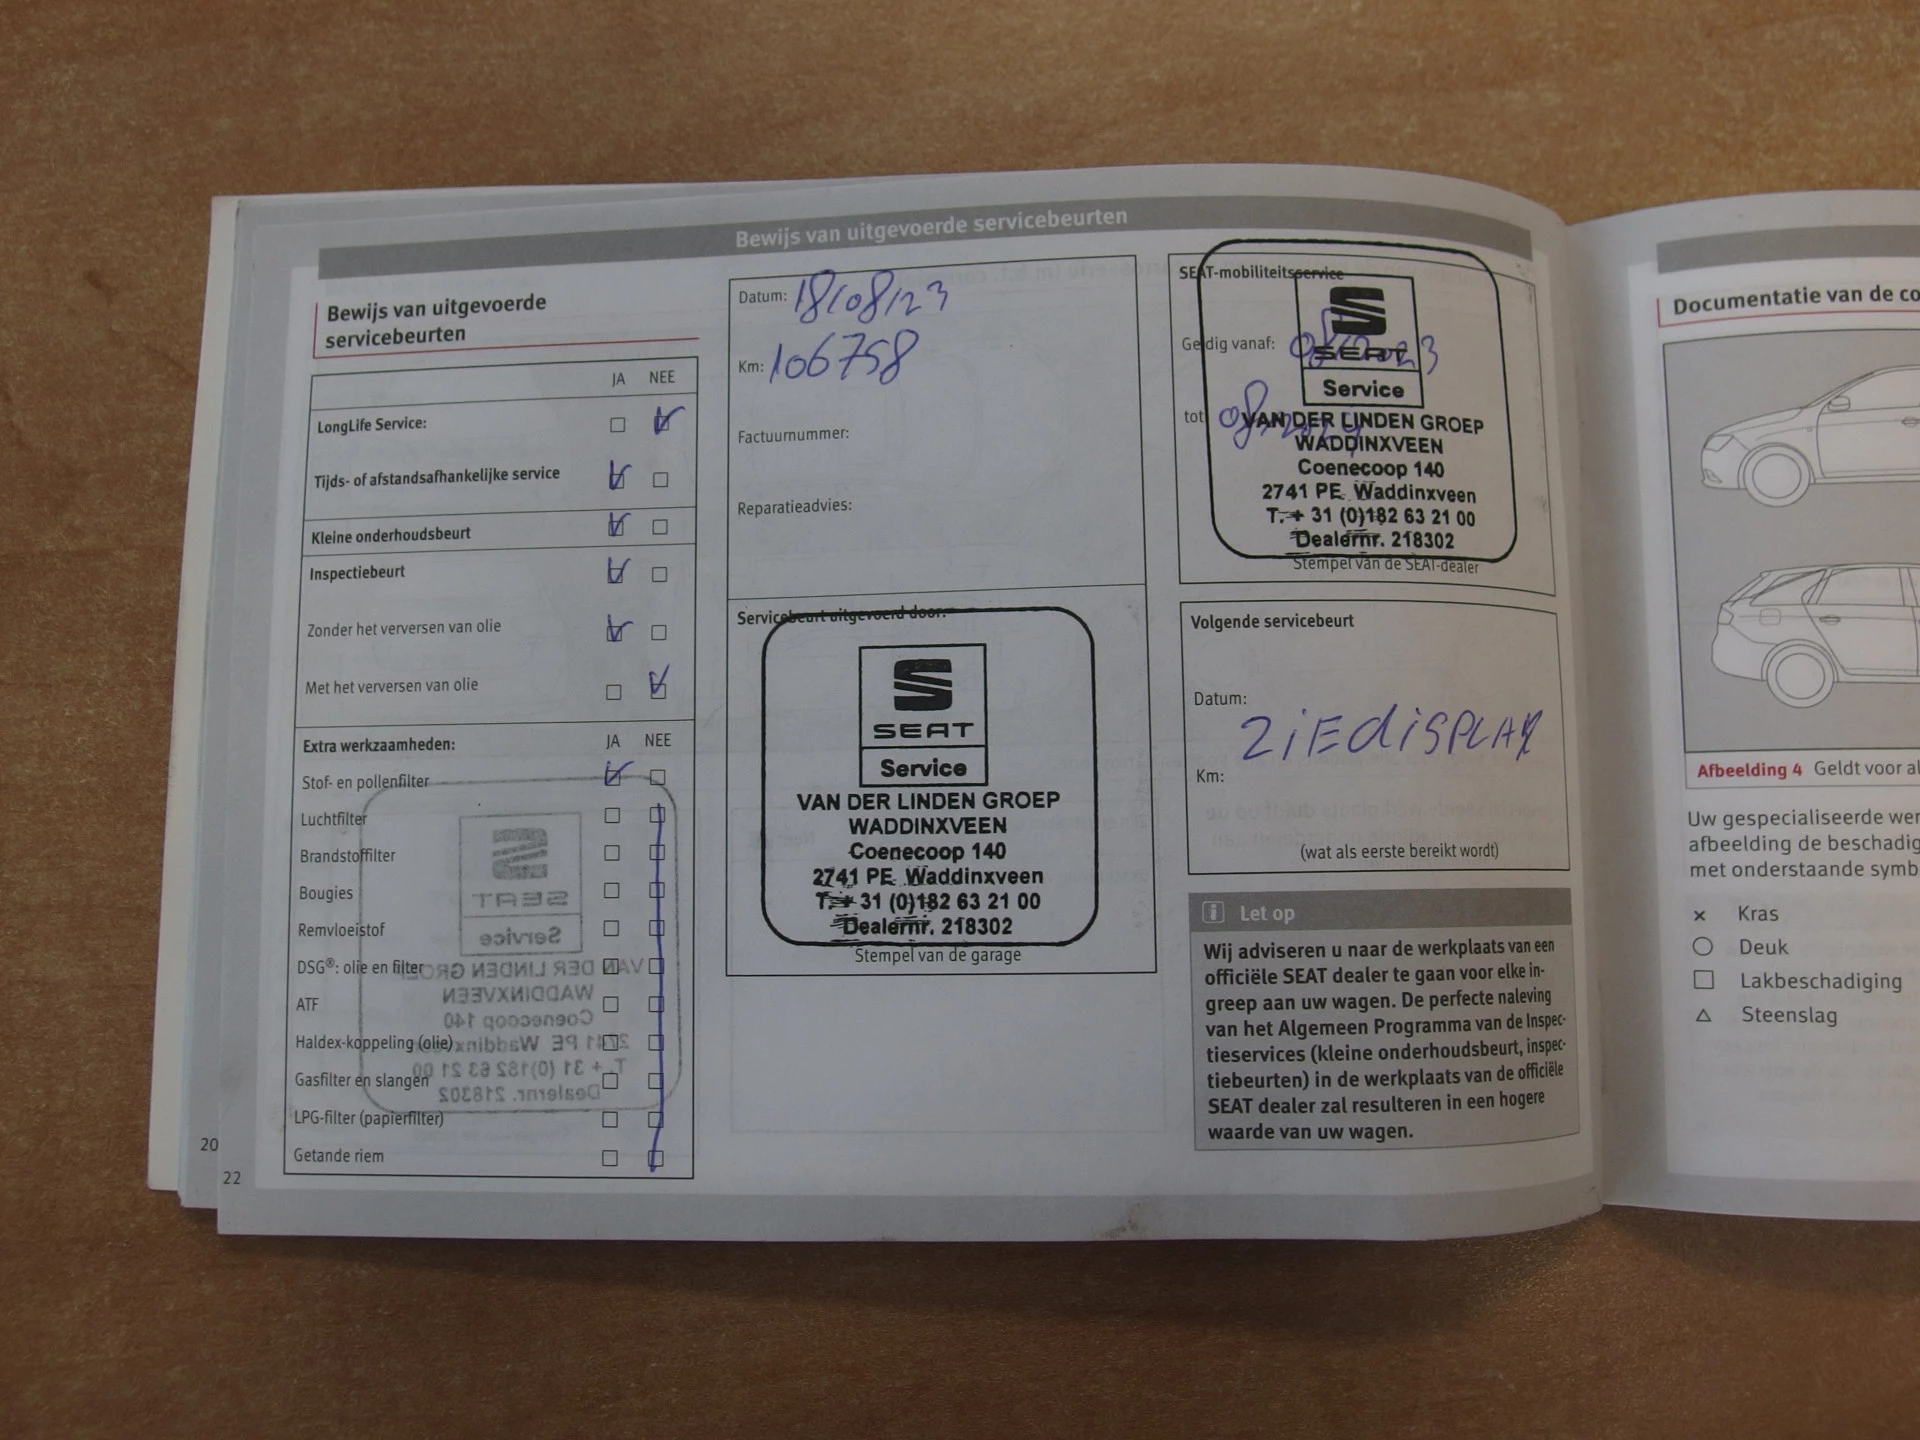 Bewijs van uitgevoerde servicebeurten
Bewijs van uitgevoerde
servicebeurten
JA NEE
LongLife Service:
Tijds- of afstandsafhankelijke service
Kleine onderhoudsbeurt
Inspectiebeurt
Zonder het verversen van olie
Met het verversen van olie
Extra werkzaamheden: JA NEE
Stof- en pollenfilter
Luchtfilter
Brandstoffilter
Bougies
Remvloeistof
DSG®: olie en filter
ATF
Haldex-koppeling (olie)
Gasfilter en slangen
LPG-filter (papierfilter)
Getande riem
20
22
Datum: 18/08/23
Km: 106758
Factuurnummer:
Reparatieadvies:
Servicebeurt uitgevoerd door:
SEAT
Service
VAN DER LINDEN GROEP
WADDINXVEEN
Coenecoop 140
2741 PE Waddinxveen
T. + 31 (0)182 63 21 00
Dealernr. 218302
Stempel van de garage
SEAT-mobiliteitsservice
Geldig vanaf:
tot:
SEAT
Service
VAN DER LINDEN GROEP
WADDINXVEEN
Coenecoop 140
2741 PE Waddinxveen
T. + 31 (0)182 63 21 00
Dealernr. 218302
Stempel van de SEAT-dealer
Volgende servicebeurt
Datum:
ZiE diSPLAY
Km:
(wat als eerste bereikt wordt)
i Let op
Wij adviseren u naar de werkplaats van een
officiële SEAT dealer te gaan voor elke in-
greep aan uw wagen. De perfecte naleving
van het Algemeen Programma van de Inspec-
tieservices (kleine onderhoudsbeurt, inspec-
tiebeurten) in de werkplaats van de officiële
SEAT dealer zal resulteren in een hogere
waarde van uw wagen.
Documentatie van de co
Afbeelding 4 Geldt voor al
Uw gespecialiseerde wer
afbeelding de beschadig
met onderstaande symb
× Kras
○ Deuk
□ Lakbeschadiging
△ Steenslag